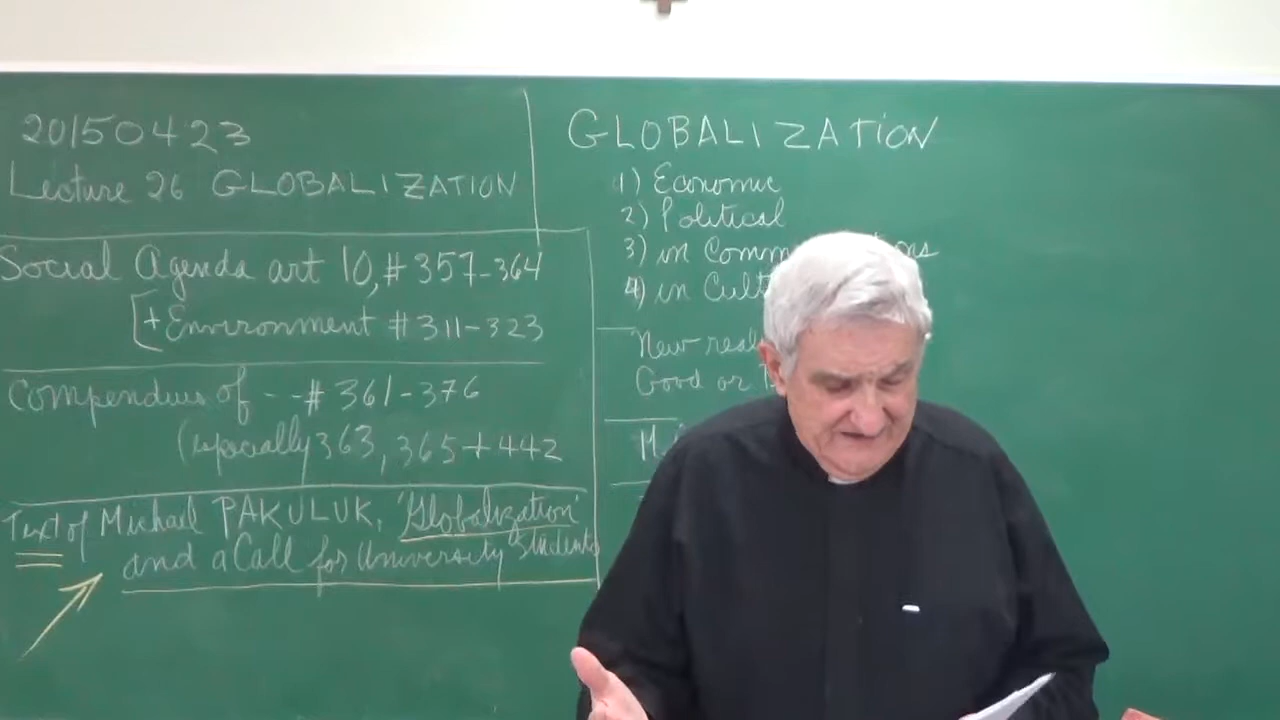 20150423
Lecture 26 GLOBALIZATION
Social Agenda art 10, # 357-364
[+ Environment # 311-323
Compendium of -- # 361-376
(especially 363, 365 + 442
Text of Michael PAKULUK, 'Globalization'
and a Call for University Students
GLOBALIZATION
1) Economic
2) Political
3) in Comm ns
4) in Cult
New real
Good or